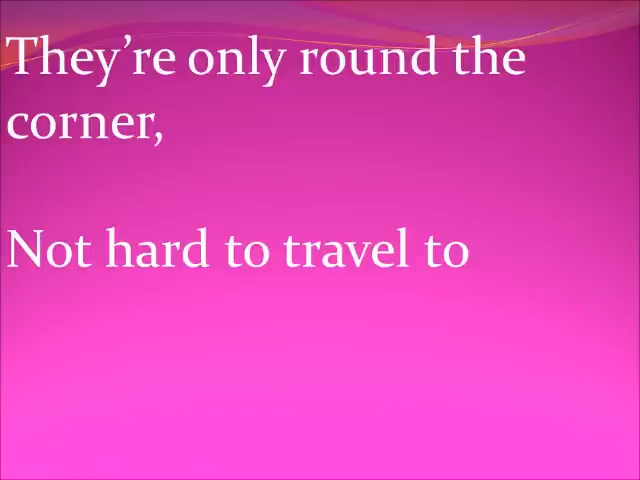 They’re only round the
corner,
Not hard to travel to